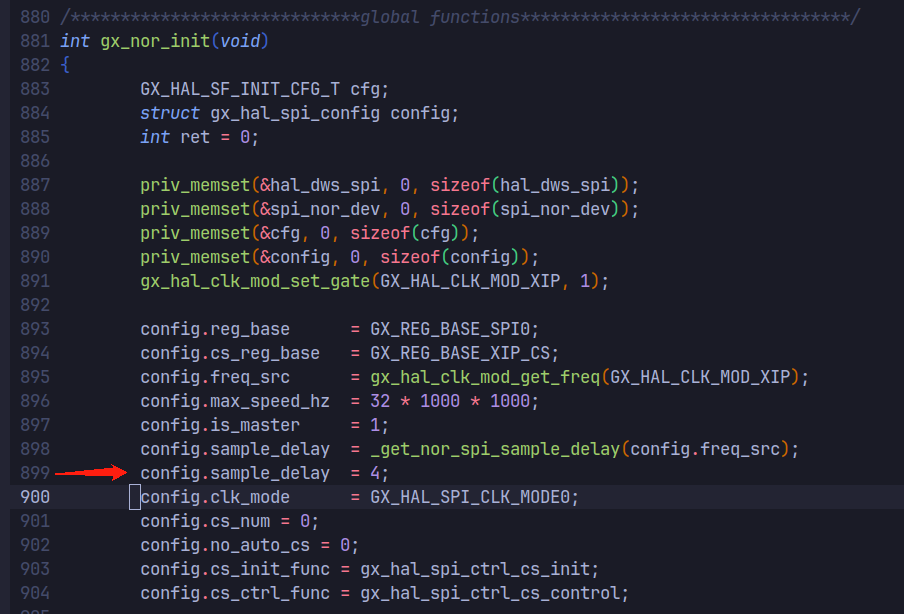 880 /*****************************global functions*********************************/
881 int gx_nor_init(void)
882 {
883         GX_HAL_SF_INIT_CFG_T cfg;
884         struct gx_hal_spi_config config;
885         int ret = 0;
886
887         priv_memset(&hal_dws_spi, 0, sizeof(hal_dws_spi));
888         priv_memset(&spi_nor_dev, 0, sizeof(spi_nor_dev));
889         priv_memset(&cfg, 0, sizeof(cfg));
890         priv_memset(&config, 0, sizeof(config));
891         gx_hal_clk_mod_set_gate(GX_HAL_CLK_MOD_XIP, 1);
892
893         config.reg_base      = GX_REG_BASE_SPI0;
894         config.cs_reg_base   = GX_REG_BASE_XIP_CS;
895         config.freq_src      = gx_hal_clk_mod_get_freq(GX_HAL_CLK_MOD_XIP);
896         config.max_speed_hz  = 32 * 1000 * 1000;
897         config.is_master     = 1;
898         config.sample_delay  = _get_nor_spi_sample_delay(config.freq_src);
899         config.sample_delay  = 4;
900         config.clk_mode      = GX_HAL_SPI_CLK_MODE0;
901         config.cs_num = 0;
902         config.no_auto_cs = 0;
903         config.cs_init_func = gx_hal_spi_ctrl_cs_init;
904         config.cs_ctrl_func = gx_hal_spi_ctrl_cs_control;